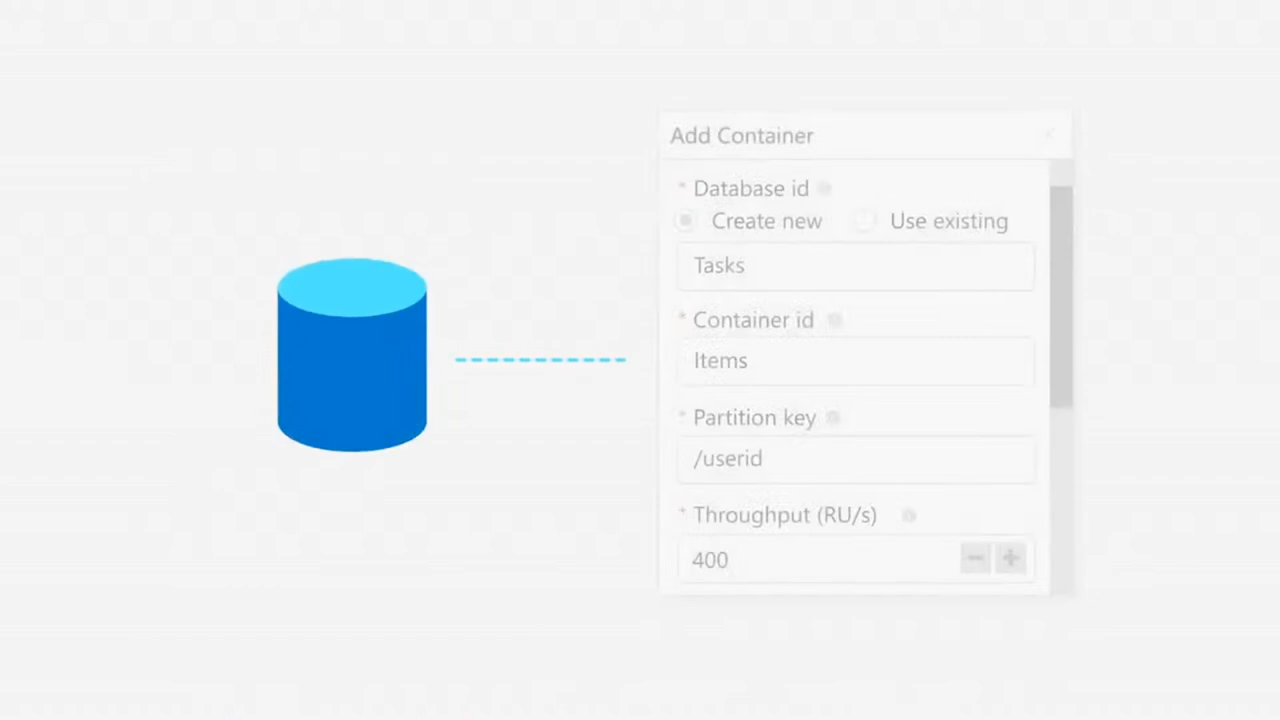 Add Container
* Database id
Create new Use existing
Tasks
* Container id
Items
* Partition key
/userid
* Throughput (RU/s)
400